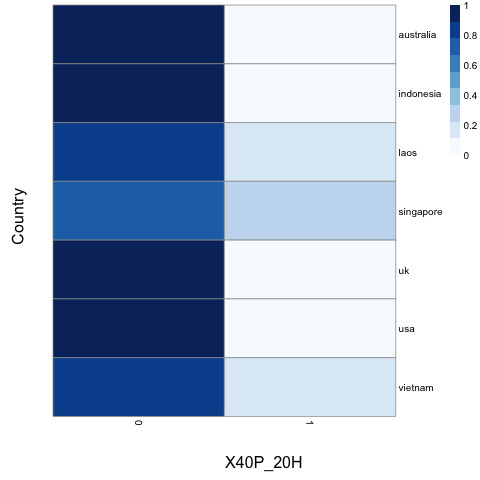 1
australia
0.8
0.6
indonesia
0.4
0.2
laos
0
Country
singapore
uk
usa
vietnam
0
1
X40P_20H